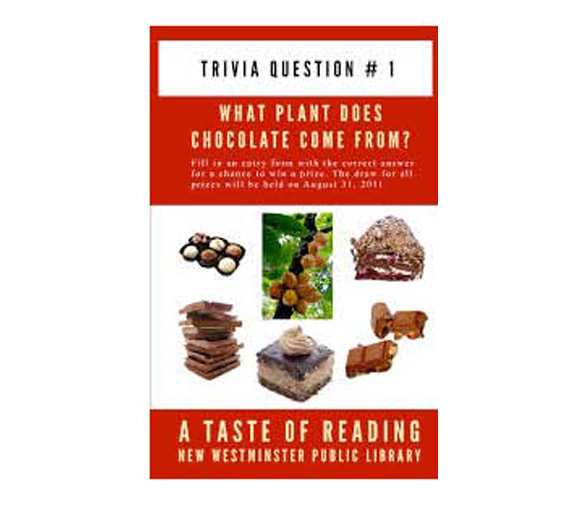 TRIVIA QUESTION # 1
WHAT PLANT DOES
CHOCOLATE COME FROM?
Fill in an entry form with the correct answer
for a chance to win a prize. The draw for all
prizes will be held on August 31, 2011
A TASTE OF READING
NEW WESTMINSTER PUBLIC LIBRARY